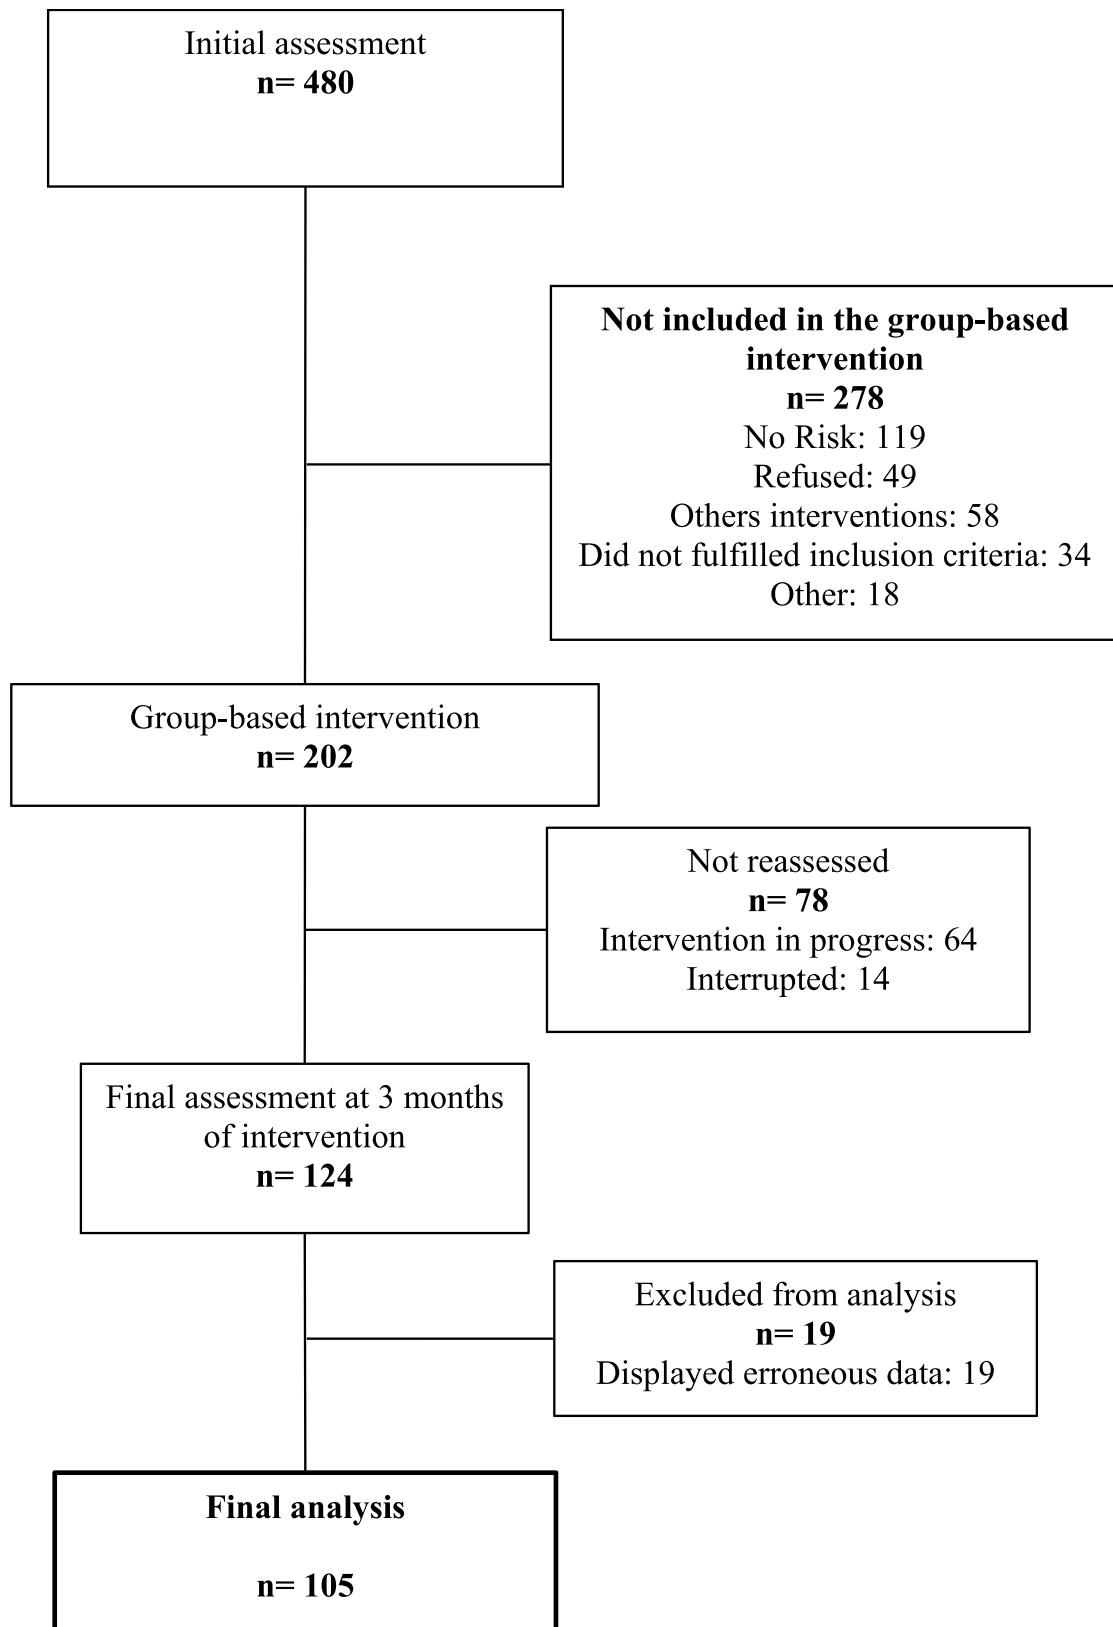 Initial assessment
n= 480
Not included in the group-based
intervention
n= 278
No Risk: 119
Refused: 49
Others interventions: 58
Did not fulfilled inclusion criteria: 34
Other: 18
Group-based intervention
n= 202
Not reassessed
n= 78
Intervention in progress: 64
Interrupted: 14
Final assessment at 3 months
of intervention
n= 124
Excluded from analysis
n= 19
Displayed erroneous data: 19
Final analysis
n= 105